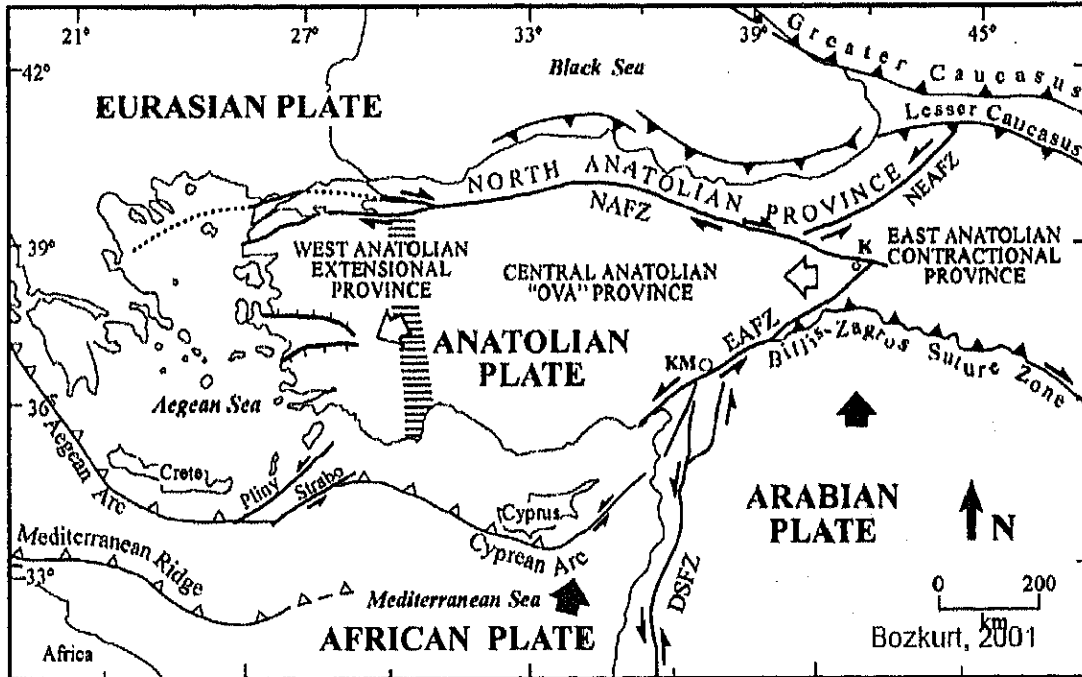 21° 27° 33° 39° 45°
42°
Greater Caucasus
Black Sea
EURASIAN PLATE
Lesser Caucasus
NORTH ANATOLIAN PROVINCE
NAFZ
NEAFZ
39°
K
WEST ANATOLIAN
EXTENSIONAL
PROVINCE
CENTRAL ANATOLIAN
"OVA" PROVINCE
EAST ANATOLIAN
CONTRACTIONAL
PROVINCE
ANATOLIAN
PLATE
EAFZ
KM
Bitlis-Zagros Suture Zone
36°
Aegean Sea
Aegean Arc
Crete
Pliny
Strabo
Cyprus
Cyprean Arc
ARABIAN
PLATE
N
Mediterranean Ridge
33°
Mediterranean Sea
DSFZ
0 200
km
AFRICAN PLATE
Africa
Bozkurt, 2001